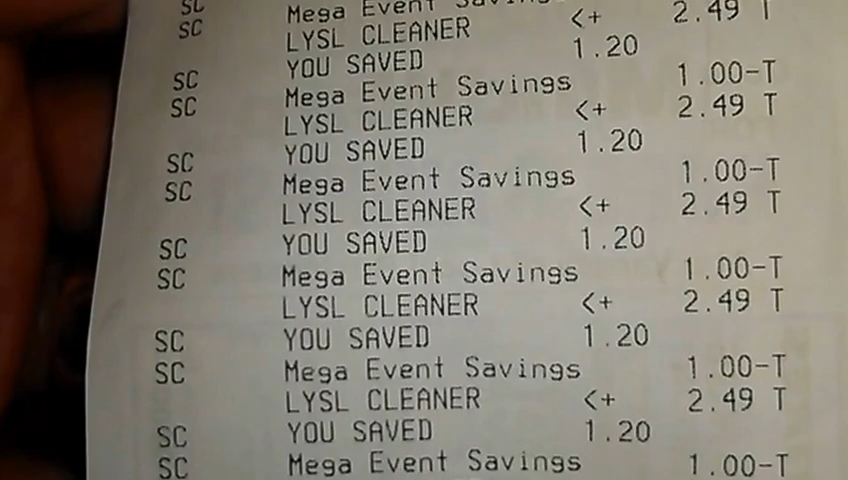 SC
SC Mega Event Savings
LYSL CLEANER <+ 2.49 T
SC YOU SAVED 1.20
SC Mega Event Savings 1.00-T
LYSL CLEANER <+ 2.49 T
SC YOU SAVED 1.20
SC Mega Event Savings 1.00-T
LYSL CLEANER <+ 2.49 T
SC YOU SAVED 1.20
SC Mega Event Savings 1.00-T
LYSL CLEANER <+ 2.49 T
SC YOU SAVED 1.20
SC Mega Event Savings 1.00-T
LYSL CLEANER <+ 2.49 T
SC YOU SAVED 1.20
SC Mega Event Savings 1.00-T